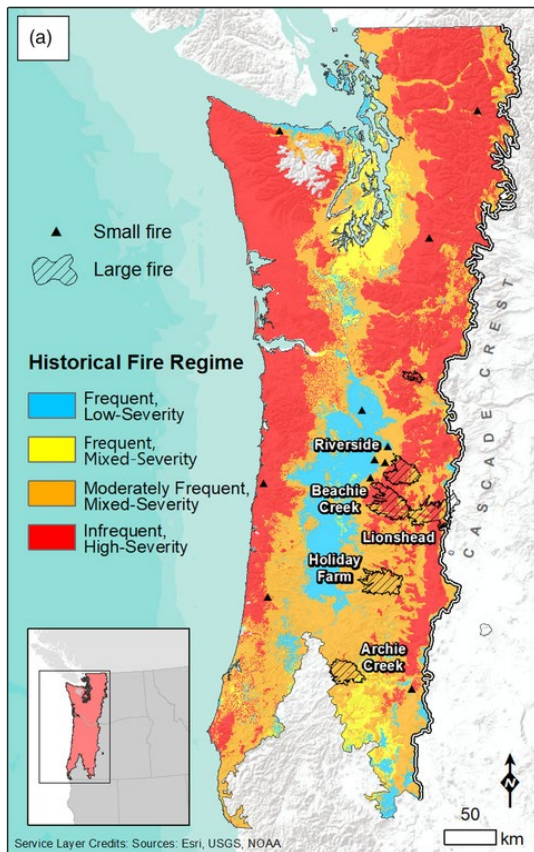 (a)
Small fire
Large fire
Historical Fire Regime
Frequent,
Low-Severity
Frequent,
Mixed-Severity
Moderately Frequent,
Mixed-Severity
Infrequent,
High-Severity
Riverside
Beachie
Creek
Lionshead
Holiday
Farm
Archie
Creek
CASCADE CREST
N
50
km
Service Layer Credits: Sources: Esri, USGS, NOAA